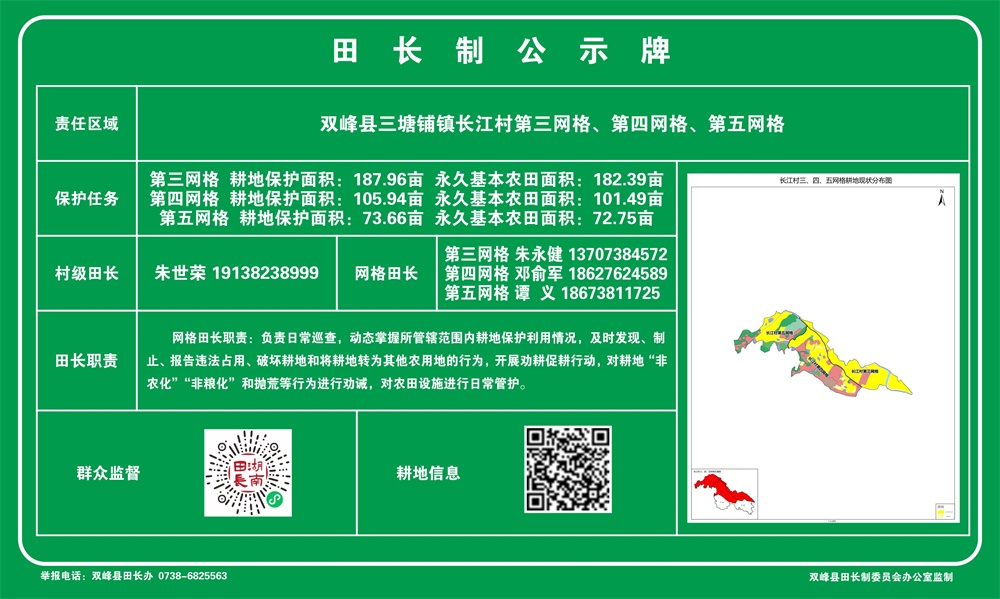 田长制公示牌
责任区域
双峰县三塘铺镇长江村第三网格、第四网格、第五网格
保护任务
第三网格 耕地保护面积：187.96亩 永久基本农田面积：182.39亩
第四网格 耕地保护面积：105.94亩 永久基本农田面积：101.49亩
第五网格 耕地保护面积：73.66亩 永久基本农田面积：72.75亩
村级田长
朱世荣 19138238999
网格田长
第三网格 朱永健 13707384572
第四网格 邓俞军 18627624589
第五网格 谭 义 18673811725
田长职责
网格田长职责：负责日常巡查，动态掌握所管辖范围内耕地保护利用情况，及时发现、制
止、报告违法占用、破坏耕地和将耕地转为其他农用地的行为，开展劝耕促耕行动，对耕地“非
农化”“非粮化”和抛荒等行为进行劝诫，对农田设施进行日常管护。
群众监督
湖南
田長
耕地信息
长江村三、四、五网格耕地现状分布图
N
长江村第五网格
长江村第三网格
举报电话：双峰县田长办 0738-6825563
双峰县田长制委员会办公室监制